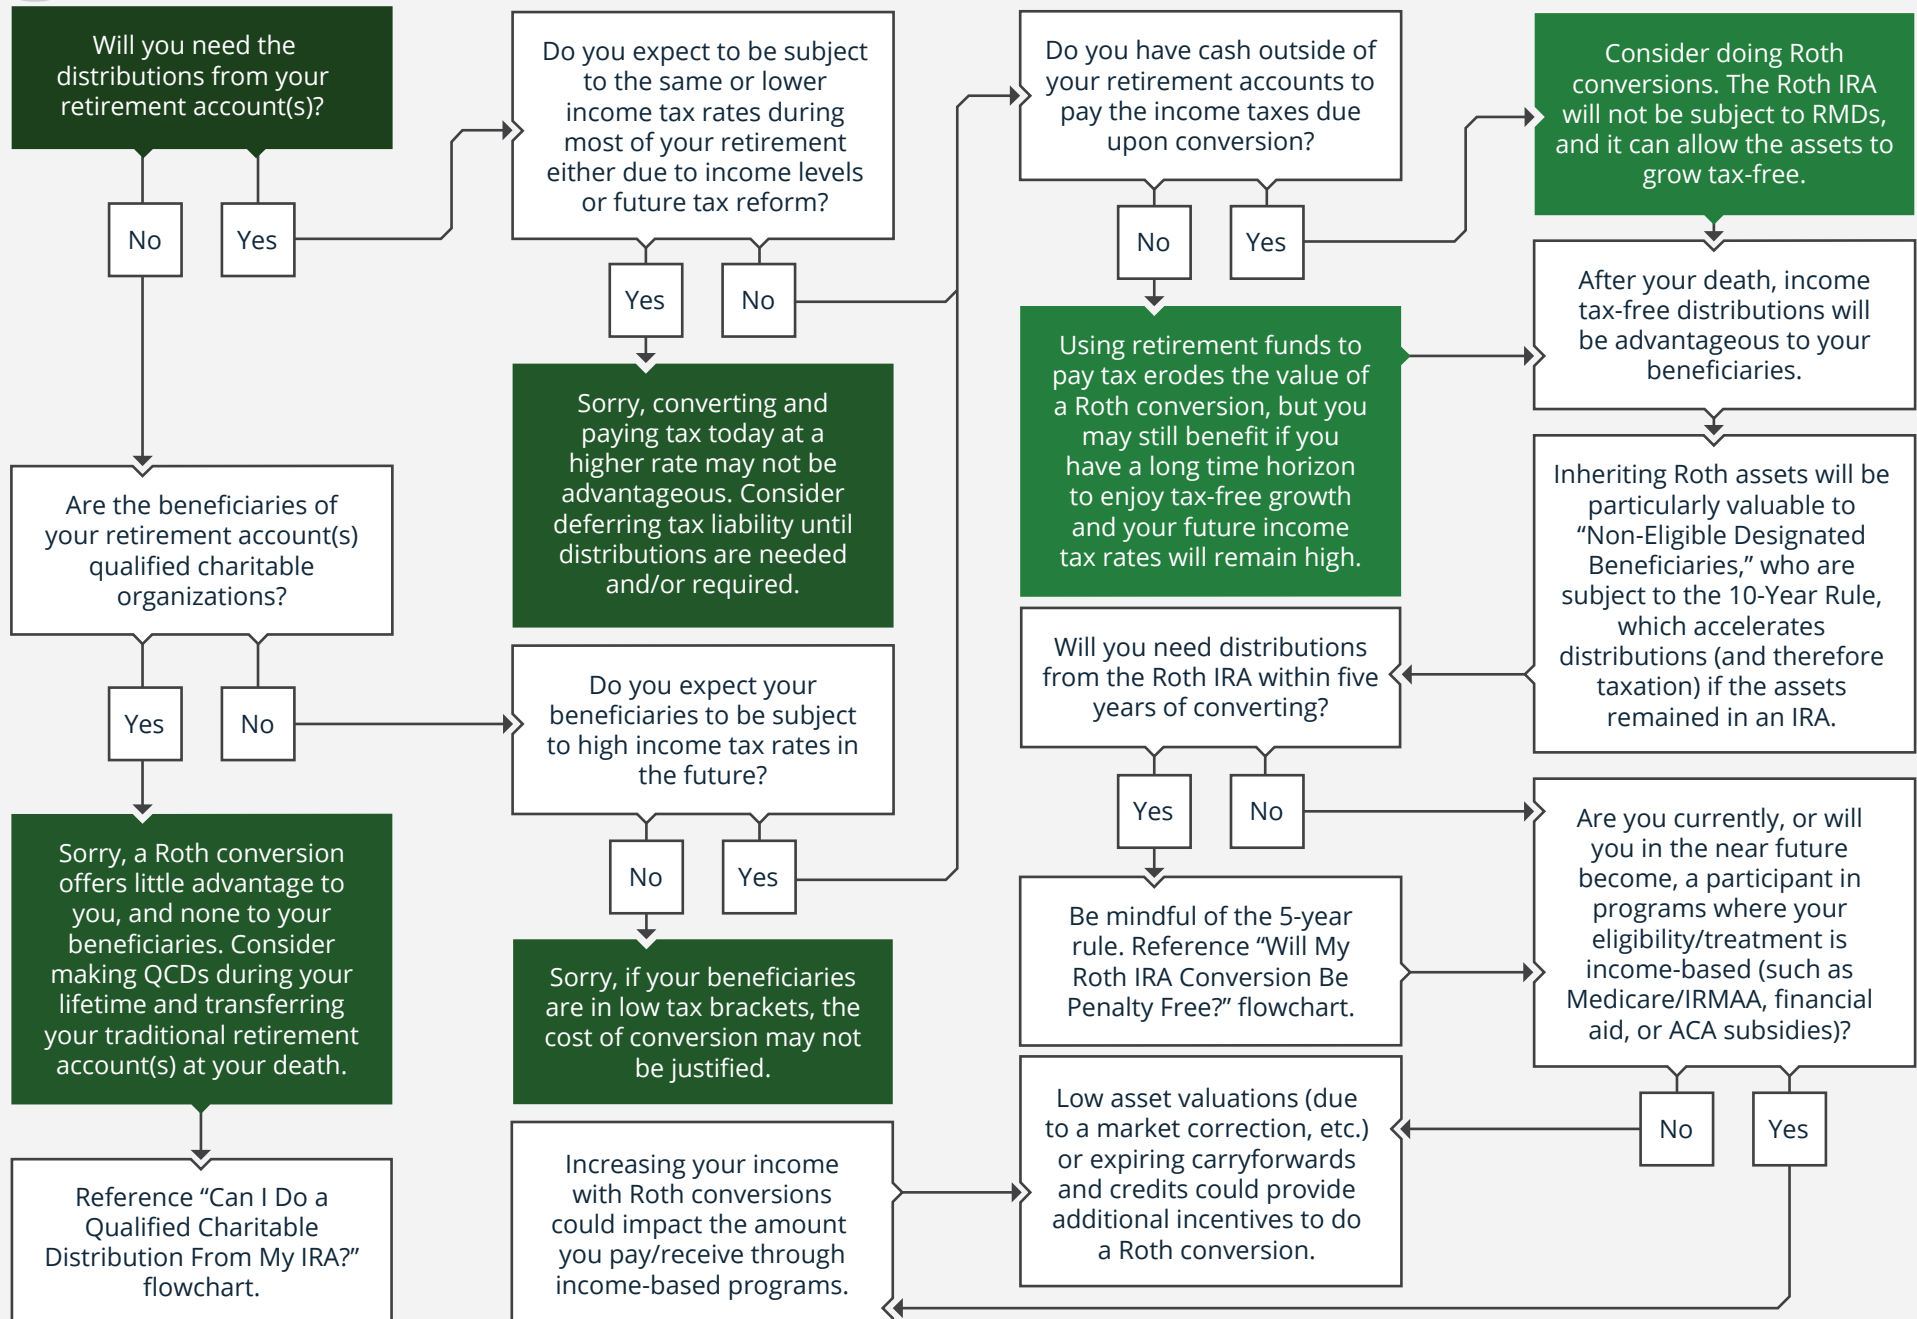 Will you need the
distributions from your
retirement account(s)?
No
Yes
Are the beneficiaries of
your retirement account(s)
qualified charitable
organizations?
Yes
No
Sorry, a Roth conversion
offers little advantage to
you, and none to your
beneficiaries. Consider
making QCDs during your
lifetime and transferring
your traditional retirement
account(s) at your death.
Reference “Can I Do a
Qualified Charitable
Distribution From My IRA?”
flowchart.
Do you expect to be subject
to the same or lower
income tax rates during
most of your retirement
either due to income levels
or future tax reform?
Yes
No
Sorry, converting and
paying tax today at a
higher rate may not be
advantageous. Consider
deferring tax liability until
distributions are needed
and/or required.
Do you expect your
beneficiaries to be subject
to high income tax rates in
the future?
No
Yes
Sorry, if your beneficiaries
are in low tax brackets, the
cost of conversion may not
be justified.
Increasing your income
with Roth conversions
could impact the amount
you pay/receive through
income-based programs.
Do you have cash outside of
your retirement accounts to
pay the income taxes due
upon conversion?
No
Yes
Using retirement funds to
pay tax erodes the value of
a Roth conversion, but you
may still benefit if you
have a long time horizon
to enjoy tax-free growth
and your future income
tax rates will remain high.
Will you need distributions
from the Roth IRA within five
years of converting?
Yes
No
Be mindful of the 5-year
rule. Reference “Will My
Roth IRA Conversion Be
Penalty Free?” flowchart.
Low asset valuations (due
to a market correction, etc.)
or expiring carryforwards
and credits could provide
additional incentives to do
a Roth conversion.
Consider doing Roth
conversions. The Roth IRA
will not be subject to RMDs,
and it can allow the assets to
grow tax-free.
After your death, income
tax-free distributions will
be advantageous to your
beneficiaries.
Inheriting Roth assets will be
particularly valuable to
“Non-Eligible Designated
Beneficiaries,” who are
subject to the 10-Year Rule,
which accelerates
distributions (and therefore
taxation) if the assets
remained in an IRA.
Are you currently, or will
you in the near future
become, a participant in
programs where your
eligibility/treatment is
income-based (such as
Medicare/IRMAA, financial
aid, or ACA subsidies)?
No
Yes